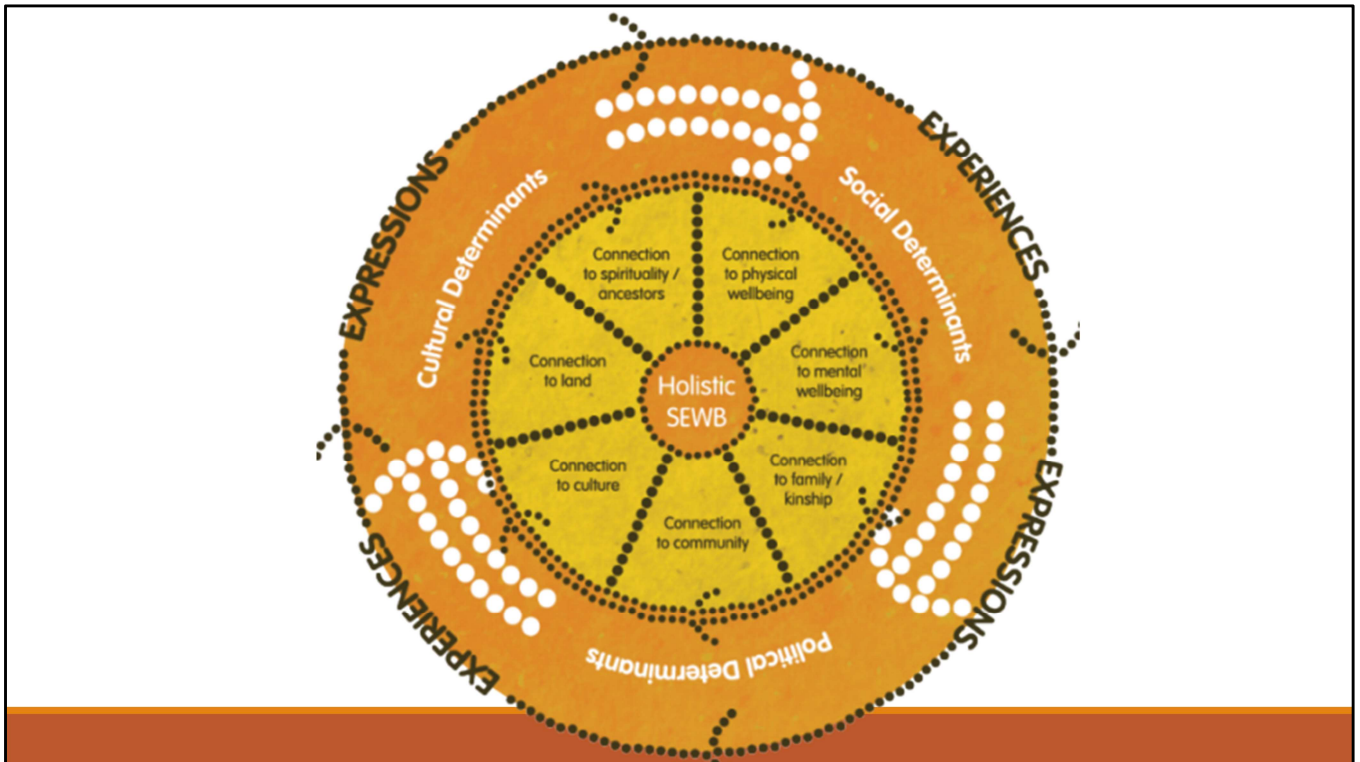 EXPRESSIONS
EXPERIENCES
Cultural Determinants
Social Determinants
Connection
to spirituality /
ancestors
Connection
to physical
wellbeing
Connection
to land
Holistic
SEWB
Connection
to mental
wellbeing
Connection
to culture
Connection
to family /
kinship
Connection
to community
EXPERIENCES
EXPRESSIONS
Political Determinants